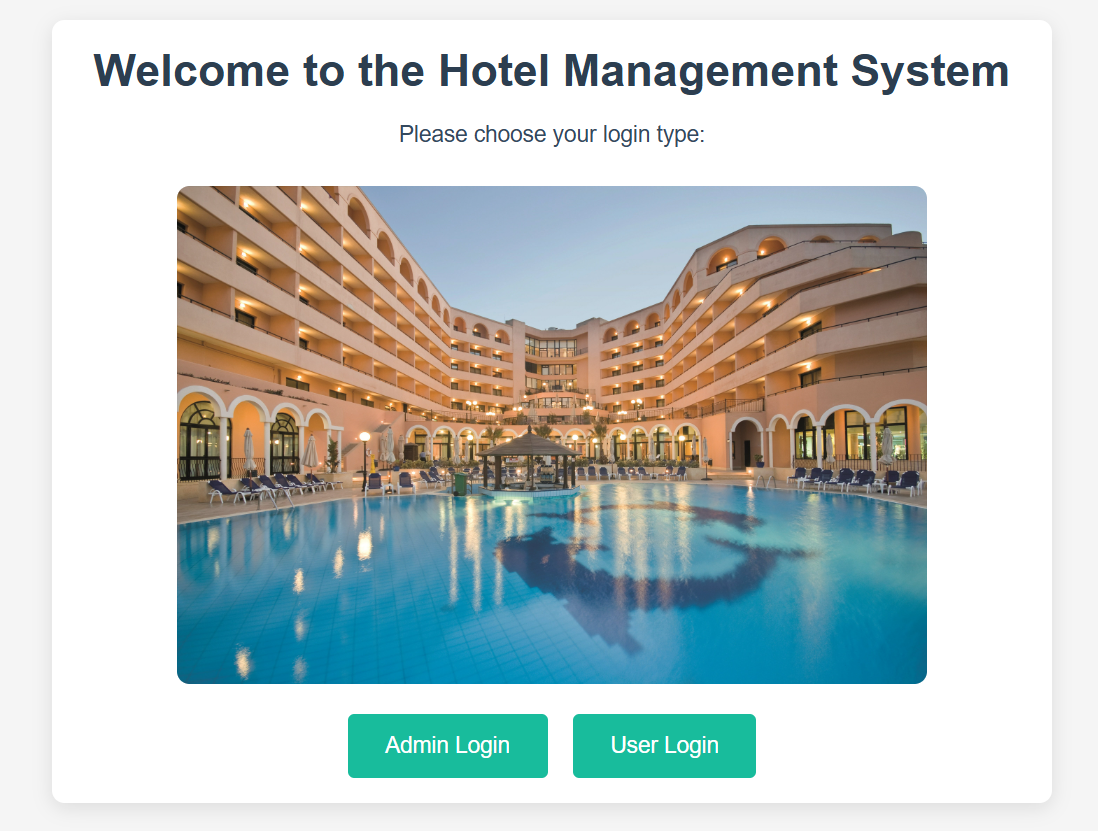 Welcome to the Hotel Management System
Please choose your login type:
Admin Login
User Login